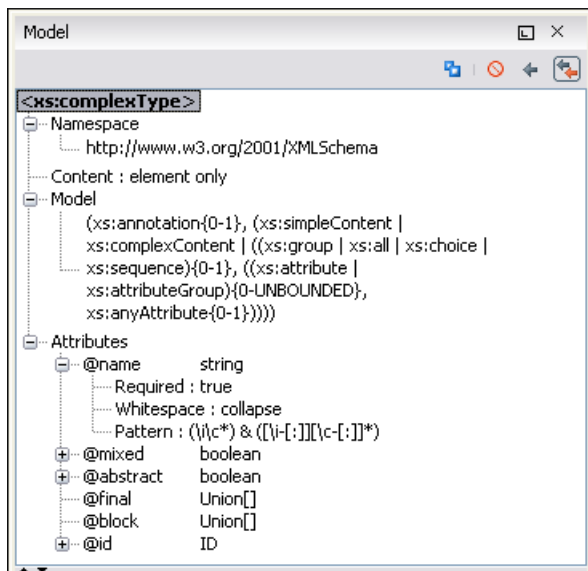 Model
<xs:complexType>
Namespace
http://www.w3.org/2001/XMLSchema
Content : element only
Model
(xs:annotation{0-1}, (xs:simpleContent |
xs:complexContent | ((xs:group | xs:all | xs:choice |
xs:sequence){0-1}, ((xs:attribute |
xs:attributeGroup){0-UNBOUNDED},
xs:anyAttribute{0-1}))))
Attributes
@name string
Required : true
Whitespace : collapse
Pattern : (\i\c*) & ([\i-[:]][\c-[:]]*)
@mixed boolean
@abstract boolean
@final Union[]
@block Union[]
@id ID